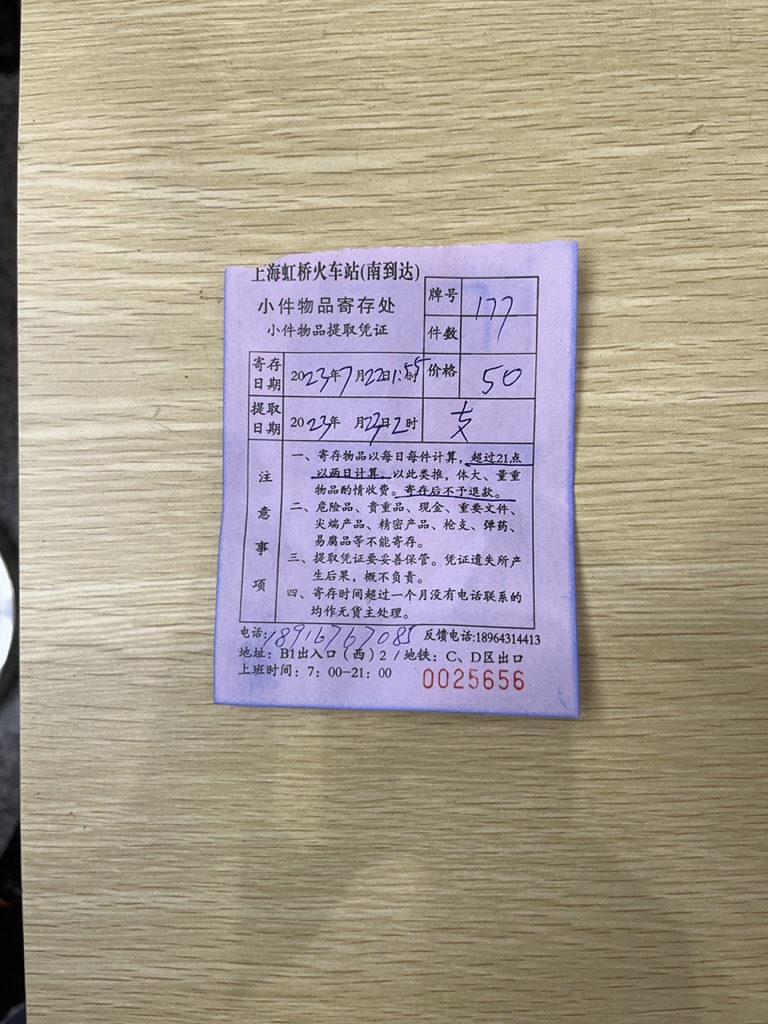 上海虹桥火车站(南到达)
小件物品寄存处
小件物品提取凭证
牌号 177
件数
价格 50
寄存日期 2023年7月22日1:55时
提取日期 2023年 月23日2时 支
注意事项
一、寄存物品以每日每件计算，超过21点
以两日计算，以此类推，体大、量重
物品酌情收费。寄存后不予退款。
二、危险品、贵重品、现金、重要文件、
尖端产品、精密产品、枪支、弹药、
易腐品等不能寄存。
三、提取凭证要妥善保管。凭证遗失所产
生后果，概不负责。
四、寄存时间超过一个月没有电话联系的
均作无货主处理。
电话:18916767085 反馈电话:18964314413
地址：B1出入口（西）2 / 地铁：C、D区出口
上班时间：7：00-21：00
0025656